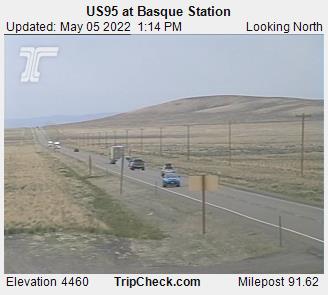 US95 at Basque Station
Updated: May 05 2022 1:14 PM Looking North
Elevation 4460 TripCheck.com Milepost 91.62